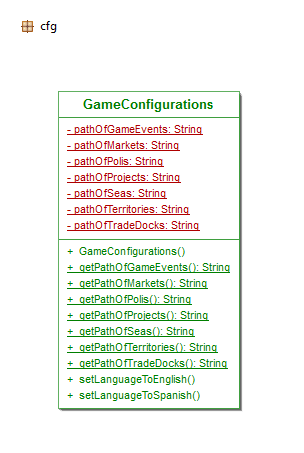 cfg
GameConfigurations
- pathOfGameEvents: String
- pathOfMarkets: String
- pathOfPolis: String
- pathOfProjects: String
- pathOfSeas: String
- pathOfTerritories: String
- pathOfTradeDocks: String
+ GameConfigurations()
+ getPathOfGameEvents(): String
+ getPathOfMarkets(): String
+ getPathOfPolis(): String
+ getPathOfProjects(): String
+ getPathOfSeas(): String
+ getPathOfTerritories(): String
+ getPathOfTradeDocks(): String
+ setLanguageToEnglish()
+ setLanguageToSpanish()